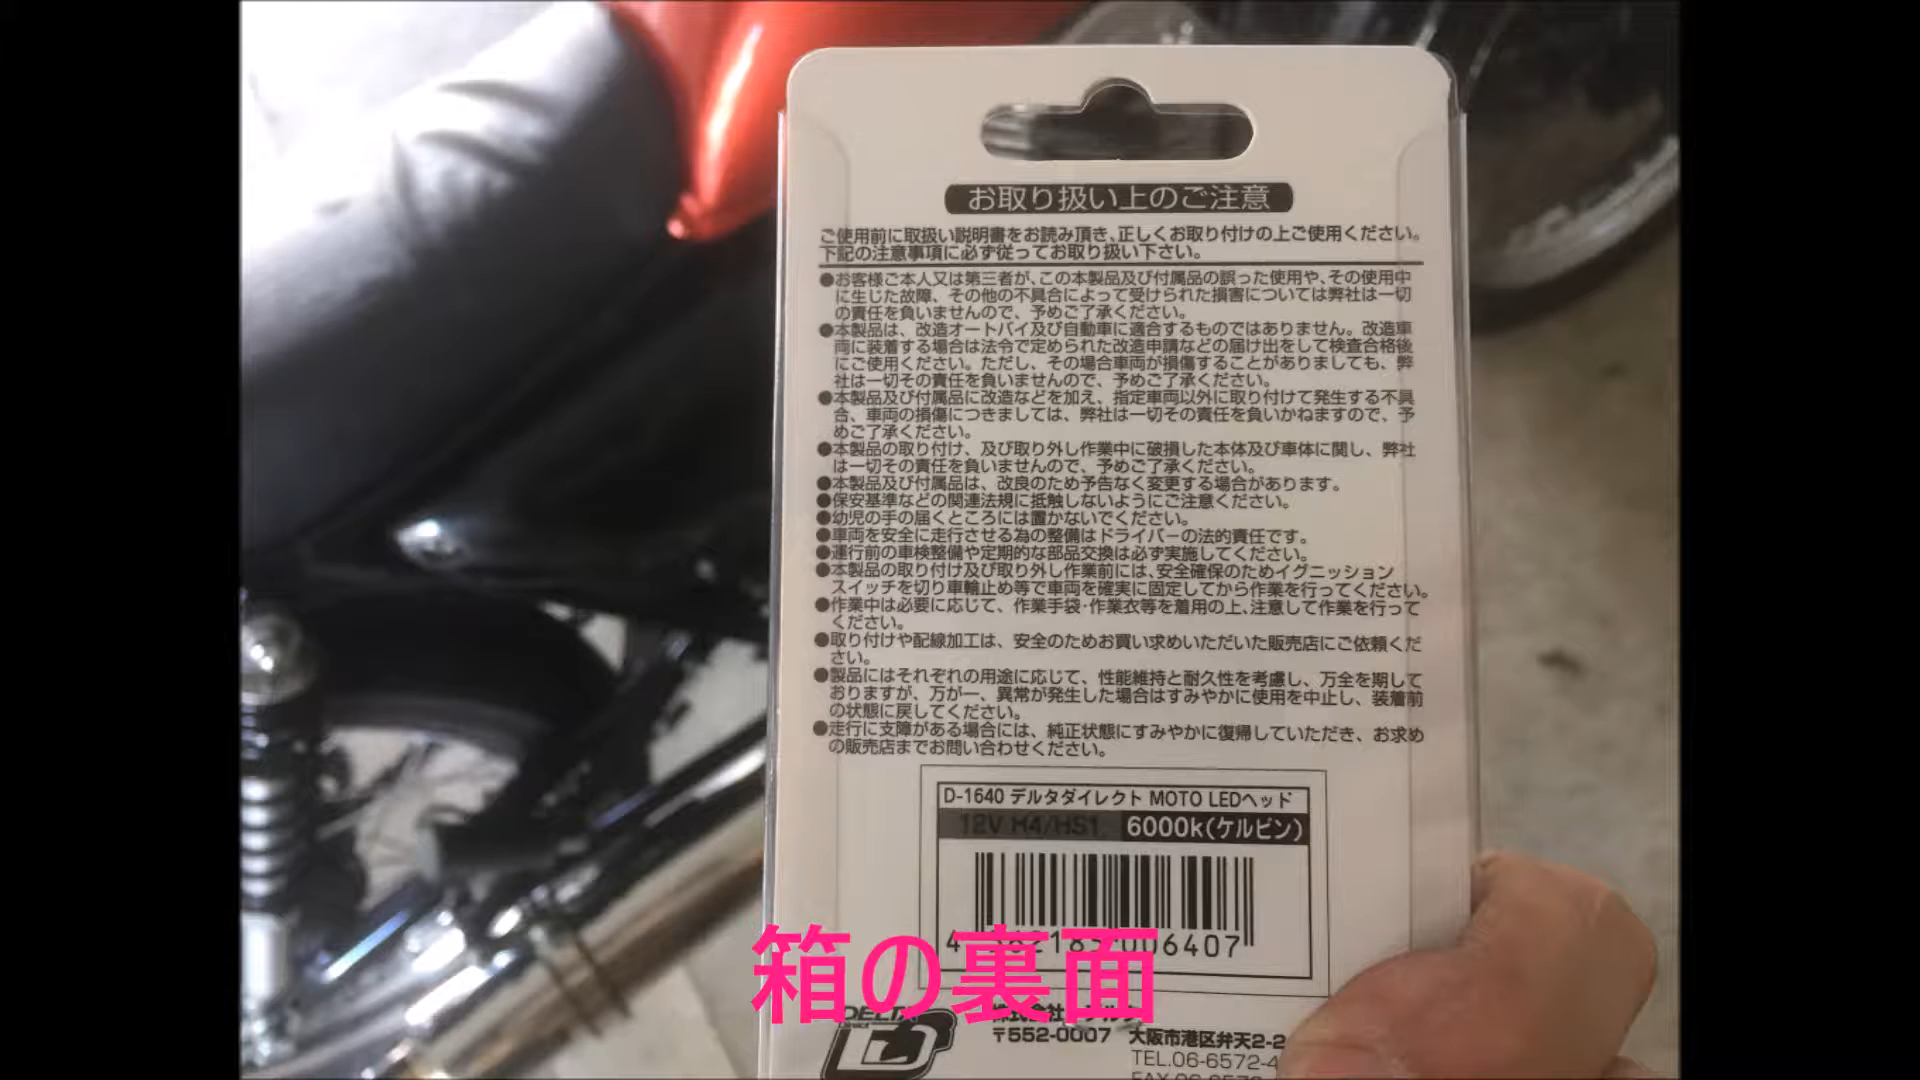 お取り扱い上のご注意
ご使用前に取扱い説明書をお読み頂き、正しくお取り付けの上ご使用ください。
下記の注意事項に必ず従ってお取り扱い下さい。
●お客様ご本人又は第三者が、この本製品及び付属品の誤った使用や、その使用中
に生じた故障、その他の不具合によって受けられた損害については弊社は一切
の責任を負いませんので、予めご了承ください。
●本製品は、改造オートバイ及び自動車に適合するものではありません。改造車
両に装着する場合は法令で定められた改造申請などの届け出をして検査合格後
にご使用ください。ただし、その場合車両が損傷することがありましても、弊
社は一切その責任を負いませんので、予めご了承ください。
●本製品及び付属品に改造などを加え、指定車両以外に取り付けて発生する不具
合、車両の損傷につきましては、弊社は一切その責任を負いかねますので、予
めご了承ください。
●本製品の取り付け、及び取り外し作業中に破損した本体及び車体に関し、弊社
は一切その責任を負いませんので、予めご了承ください。
●本製品及び付属品は、改良のため予告なく変更する場合があります。
●保安基準などの関連法規に抵触しないようにご注意ください。
●幼児の手の届くところには置かないでください。
●車両を安全に走行させる為の整備はドライバーの法的責任です。
●運行前の車検整備や定期的な部品交換は必ず実施してください。
●本製品の取り付け及び取り外し作業前には、安全確保のためイグニッション
スイッチを切り車輪止め等で車両を確実に固定してから作業を行ってください。
●作業中は必要に応じて、作業手袋・作業衣等を着用の上、注意して作業を行って
ください。
●取り付けや配線加工は、安全のためお買い求めいただいた販売店にご依頼くだ
さい。
●製品にはそれぞれの用途に応じて、性能維持と耐久性を考慮し、万全を期して
おりますが、万が一、異常が発生した場合はすみやかに使用を中止し、装着前
の状態に戻してください。
●走行に支障がある場合には、純正状態にすみやかに復帰していただき、お求め
の販売店までお問い合わせください。
D-1640 デルタダイレクト MOTO LEDヘッド
12V H4/HS1 6000k(ケルビン)
箱の裏面
DELTA
Direct
D
株式会社
〒552-0007 大阪市港区弁天2-2
TEL.06-6572-4